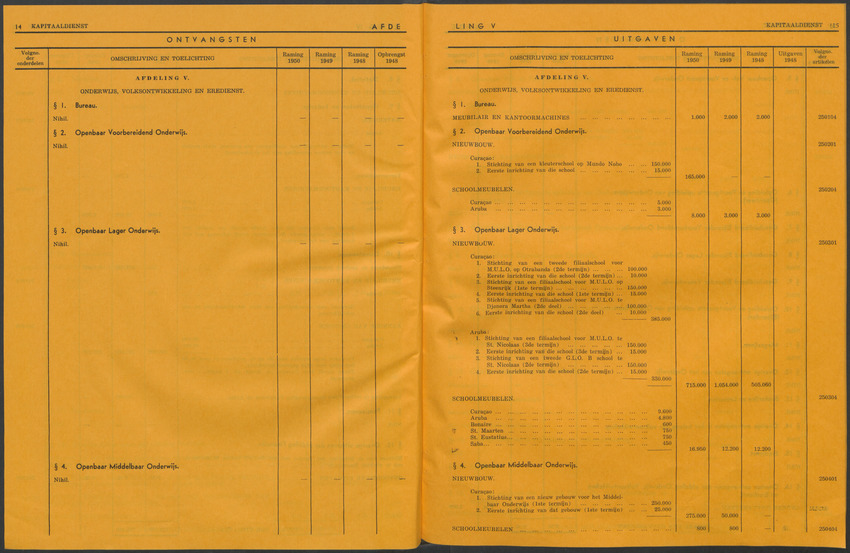 14 KAPITAALDIENST AFDE
ONTVANGSTEN
Volgno. der onderdelen OMSCHRIJVING EN TOELICHTING Raming 1950 Raming 1949 Raming 1948 Opbrengst 1948
AFDELING V.
ONDERWIJS, VOLKSONTWIKKELING EN EREDIENST.
§ 1. Bureau.
Nihil. — — — —
§ 2. Openbaar Voorbereidend Onderwijs.
Nihil. — — — —
§ 3. Openbaar Lager Onderwijs.
Nihil. — — — —
§ 4. Openbaar Middelbaar Onderwijs.
Nihil. — — — —
LING V KAPITAALDIENST 15
UITGAVEN
OMSCHRIJVING EN TOELICHTING Raming 1950 Raming 1949 Raming 1948 Uitgaven 1948 Volgno. der artikelen
AFDELING V.
ONDERWIJS, VOLKSONTWIKKELING EN EREDIENST.
§ 1. Bureau.
MEUBILAIR EN KANTOORMACHINES 1.000 2.000 2.000 250104
§ 2. Openbaar Voorbereidend Onderwijs.
NIEUWBOUW. 250201
Curaçao:
1. Stichting van een kleuterschool op Mundo Nobo 150.000
2. Eerste inrichting van die school 15.000
165.000 — —
SCHOOLMEUBELEN. 250204
Curaçao 5.000
Aruba 3.000
8.000 3.000 3.000
§ 3. Openbaar Lager Onderwijs.
NIEUWBOUW. 250301
Curaçao:
1. Stichting van een tweede filiaalschool voor
M.U.L.O. op Otrabanda (2de termijn) 100.000
2. Eerste inrichting van die school (2de termijn) 10.000
3. Stichting van een filiaalschool voor M.U.L.O. op
Steenrijk (1ste termijn) 150.000
4. Eerste inrichting van die school (1ste termijn) 15.000
5. Stichting van een filiaalschool voor M.U.L.O. te
Djonora Martha (2de deel) 100.000
6. Eerste inrichting van die school (2de deel) 10.000
385.000
Aruba:
1. Stichting van een filiaalschool voor M.U.L.O. te
St. Nicolaas (2de termijn) 150.000
2. Eerste inrichting van die school (2de termijn) 15.000
3. Stichting van een tweede G.L.O. B school te
St. Nicolaas (2de termijn) 150.000
4. Eerste inrichting van die school (2de termijn) 15.000
330.000
715.000 1.054.000
SCHOOLMEUBELEN. 250304
Curaçao
Aruba
Bonaire 600
St. Maarten 750
St. Eustatius 750
Saba 450
16.950 12.200 12.200
§ 4. Openbaar Middelbaar Onderwijs.
NIEUWBOUW. 250401
Curaçao:
1. Stichting van een nieuw gebouw voor het Middel-
baar Onderwijs (1ste termijn) 250.000
2. Eerste inrichting van dat gebouw (1ste termijn) 25.000
275.000 50.000 —
SCHOOLMEUBELEN 900 900 — — 250404